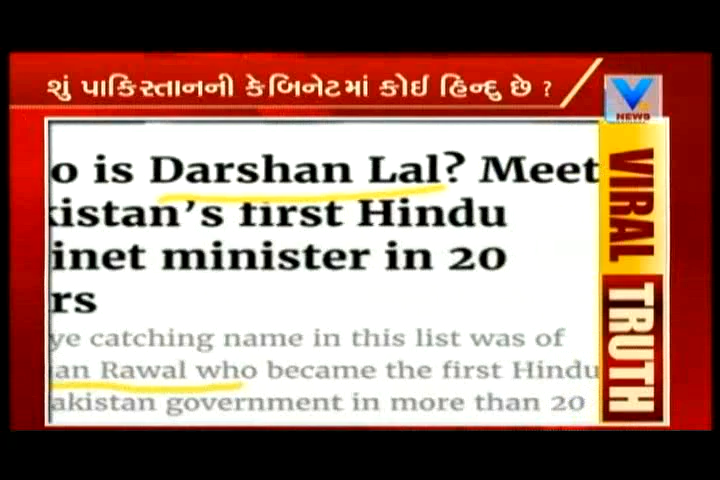 શું પાકિસ્તાનની કેબિનેટમાં કોઈ હિન્દુ છે ?
V
NEWS
o is Darshan Lal? Meet
kistan's first Hindu
inet minister in 20
rs
ye catching name in this list was of
an Rawal who became the first Hindu
akistan government in more than 20
VIRAL
TRUTH